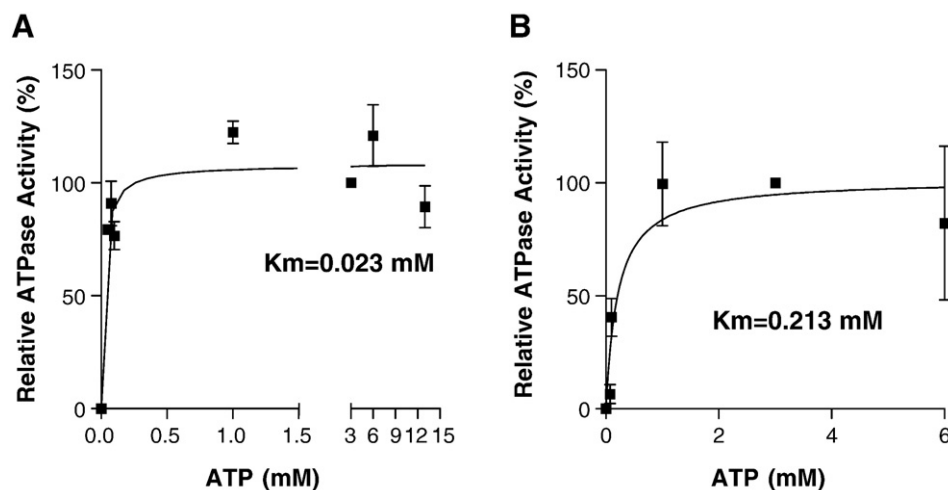 A
B
Relative ATPase Activity (%)
150
100
50
0
Km=0.023 mM
0.0 0.5 1.0 1.5 3 6 9 12 15
ATP (mM)
Relative ATPase Activity (%)
150
100
50
0
Km=0.213 mM
0 2 4 6
ATP (mM)